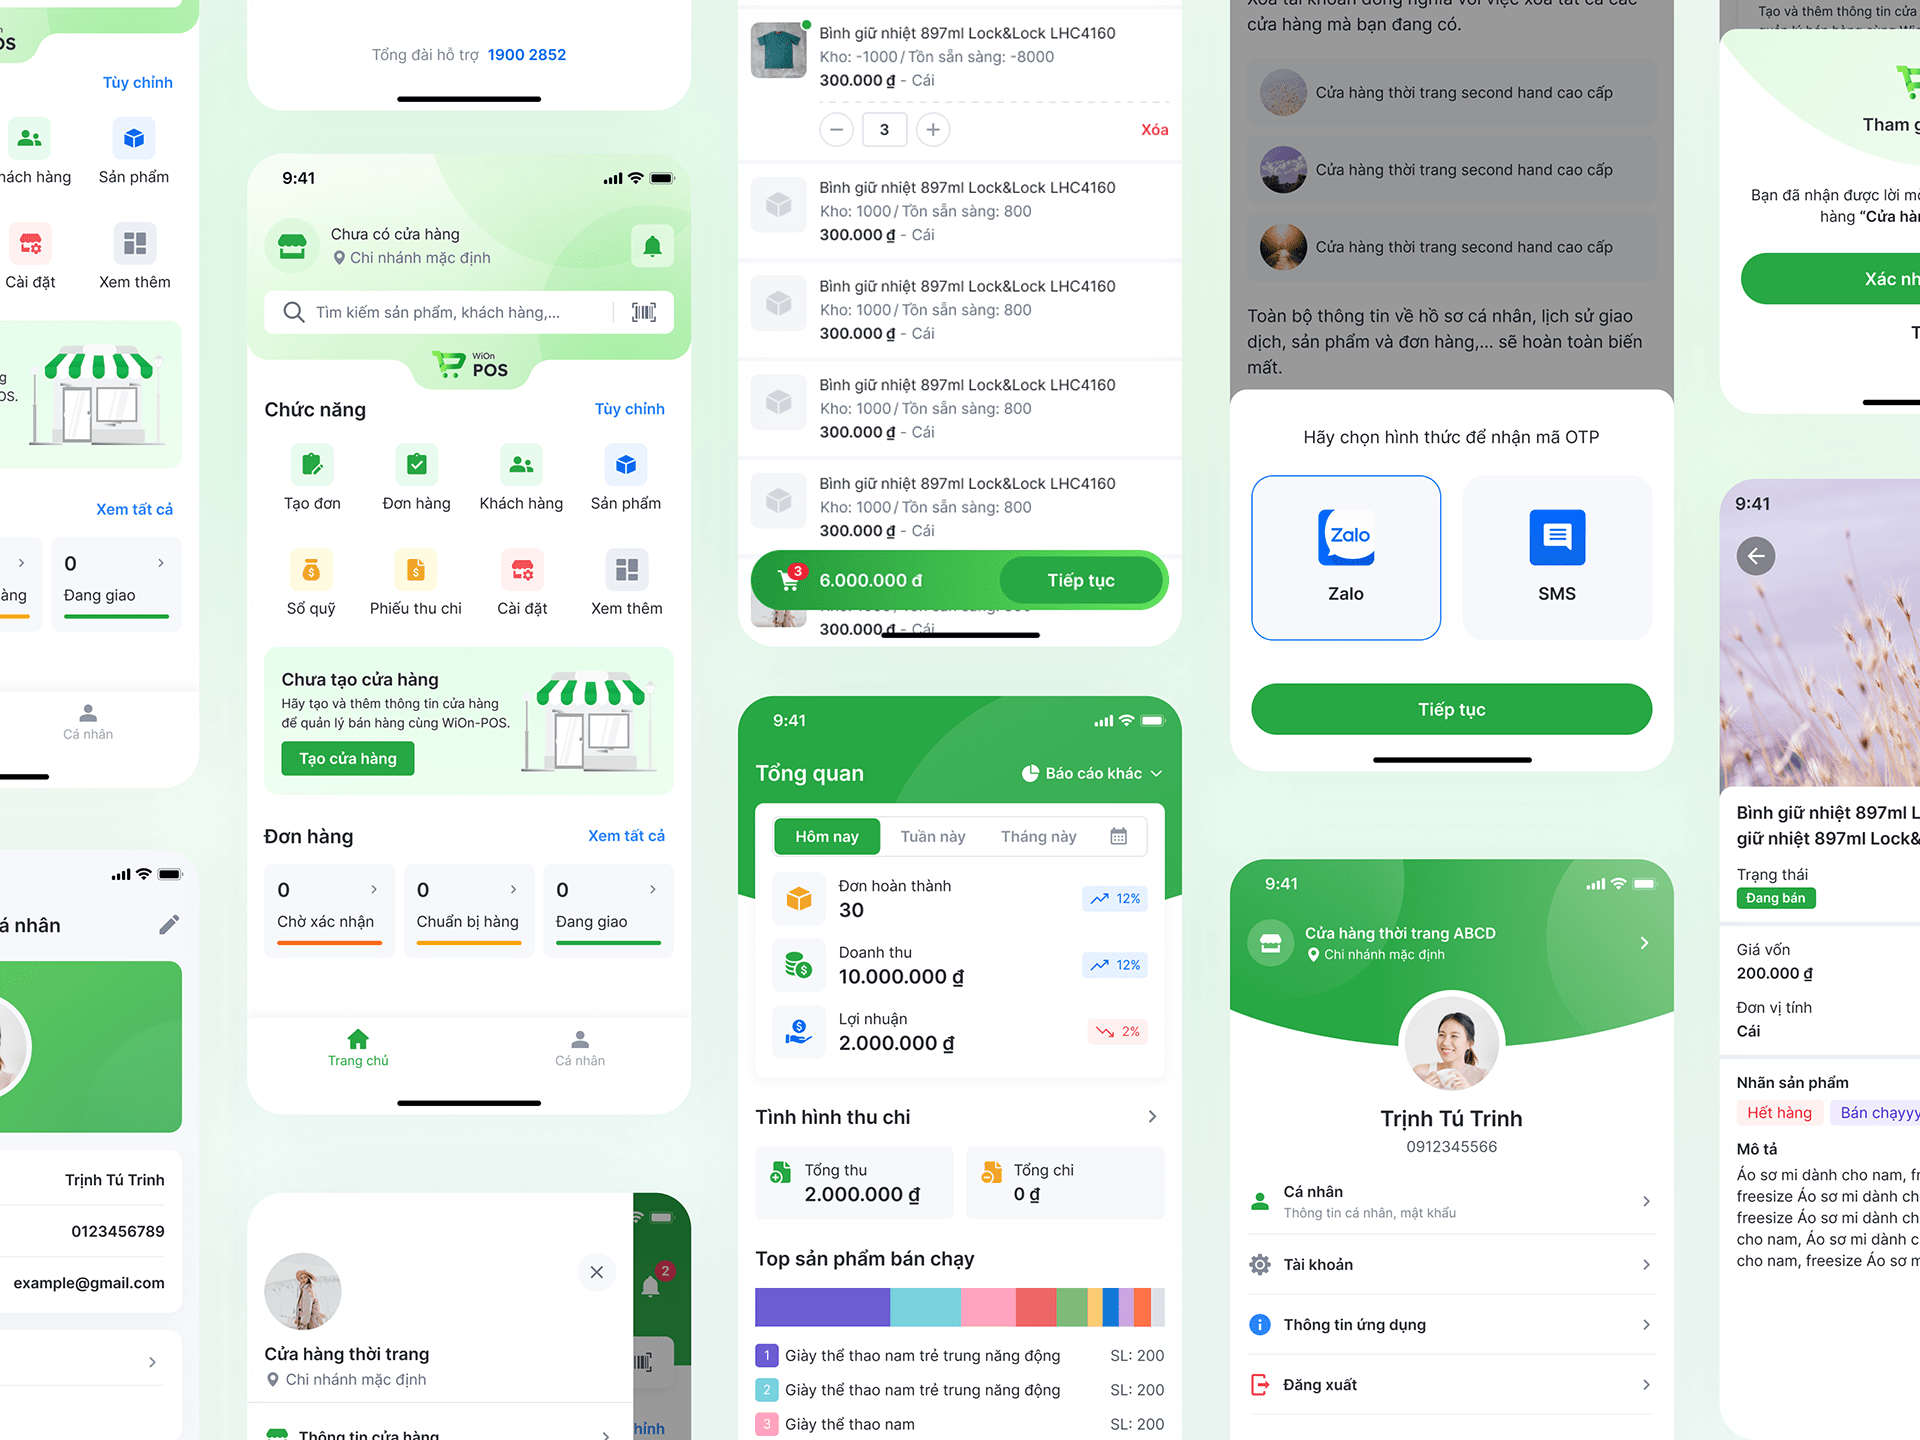 OS
Tùy chỉnh
hách hàng
Sản phẩm
Cài đặt
Xem thêm
g
OS.
Xem tất cả
0
àng
Đang giao
Cá nhân
á nhân
Trịnh Tú Trinh
0123456789
example@gmail.com
Tổng đài hỗ trợ 1900 2852
9:41
Chưa có cửa hàng
Chi nhánh mặc định
Tìm kiếm sản phẩm, khách hàng,...
WiOn
POS
Chức năng
Tùy chỉnh
Tạo đơn
Đơn hàng
Khách hàng
Sản phẩm
Sổ quỹ
Phiếu thu chi
Cài đặt
Xem thêm
Chưa tạo cửa hàng
Hãy tạo và thêm thông tin cửa hàng
để quản lý bán hàng cùng WiOn-POS.
Tạo cửa hàng
Đơn hàng
Xem tất cả
0
Chờ xác nhận
0
Chuẩn bị hàng
0
Đang giao
Trang chủ
Cá nhân
2
Cửa hàng thời trang
Chi nhánh mặc định
Thông tin cửa hàng
hỉnh
Bình giữ nhiệt 897ml Lock&Lock LHC4160
Kho: -1000/Tồn sẵn sàng: -8000
300.000 ₫ - Cái
3
Xóa
Bình giữ nhiệt 897ml Lock&Lock LHC4160
Kho: 1000/Tồn sẵn sàng: 800
300.000 ₫ - Cái
Bình giữ nhiệt 897ml Lock&Lock LHC4160
Kho: 1000/Tồn sẵn sàng: 800
300.000 ₫ - Cái
Bình giữ nhiệt 897ml Lock&Lock LHC4160
Kho: 1000/Tồn sẵn sàng: 800
300.000 ₫ - Cái
Bình giữ nhiệt 897ml Lock&Lock LHC4160
Kho: 1000/Tồn sẵn sàng: 800
300.000 ₫ - Cái
3
6.000.000 đ
Tiếp tục
300.000 ₫ - Cái
9:41
Tổng quan
Báo cáo khác
Hôm nay
Tuần này
Tháng này
Đơn hoàn thành
30
12%
Doanh thu
10.000.000 ₫
12%
Lợi nhuận
2.000.000 ₫
2%
Tình hình thu chi
Tổng thu
2.000.000 ₫
Tổng chi
0 ₫
Top sản phẩm bán chạy
1 Giày thể thao nam trẻ trung năng động SL: 200
2 Giày thể thao nam trẻ trung năng động SL: 200
3 Giày thể thao nam SL: 200
Xóa tài khoản đồng nghĩa với việc xóa tất cả các
cửa hàng mà bạn đang có.
Cửa hàng thời trang second hand cao cấp
Cửa hàng thời trang second hand cao cấp
Cửa hàng thời trang second hand cao cấp
Toàn bộ thông tin về hồ sơ cá nhân, lịch sử giao
dịch, sản phẩm và đơn hàng,... sẽ hoàn toàn biến
mất.
Hãy chọn hình thức để nhận mã OTP
Zalo
Zalo
SMS
Tiếp tục
9:41
Cửa hàng thời trang ABCD
Chi nhánh mặc định
Trịnh Tú Trinh
0912345566
Cá nhân
Thông tin cá nhân, mật khẩu
Tài khoản
Thông tin ứng dụng
Đăng xuất
Tạo và thêm thông tin cửa
Tham g
Bạn đã nhận được lời mờ
hàng “Cửa hàn
Xác nh
T
9:41
Bình giữ nhiệt 897ml L
giữ nhiệt 897ml Lock&
Trạng thái
Đang bán
Giá vốn
200.000 ₫
Đơn vị tính
Cái
Nhãn sản phẩm
Hết hàng
Bán chạyyy
Mô tả
Áo sơ mi dành cho nam, fr
freesize Áo sơ mi dành ch
freesize Áo sơ mi dành ch
cho nam, Áo sơ mi dành c
cho nam, freesize Áo sơ m